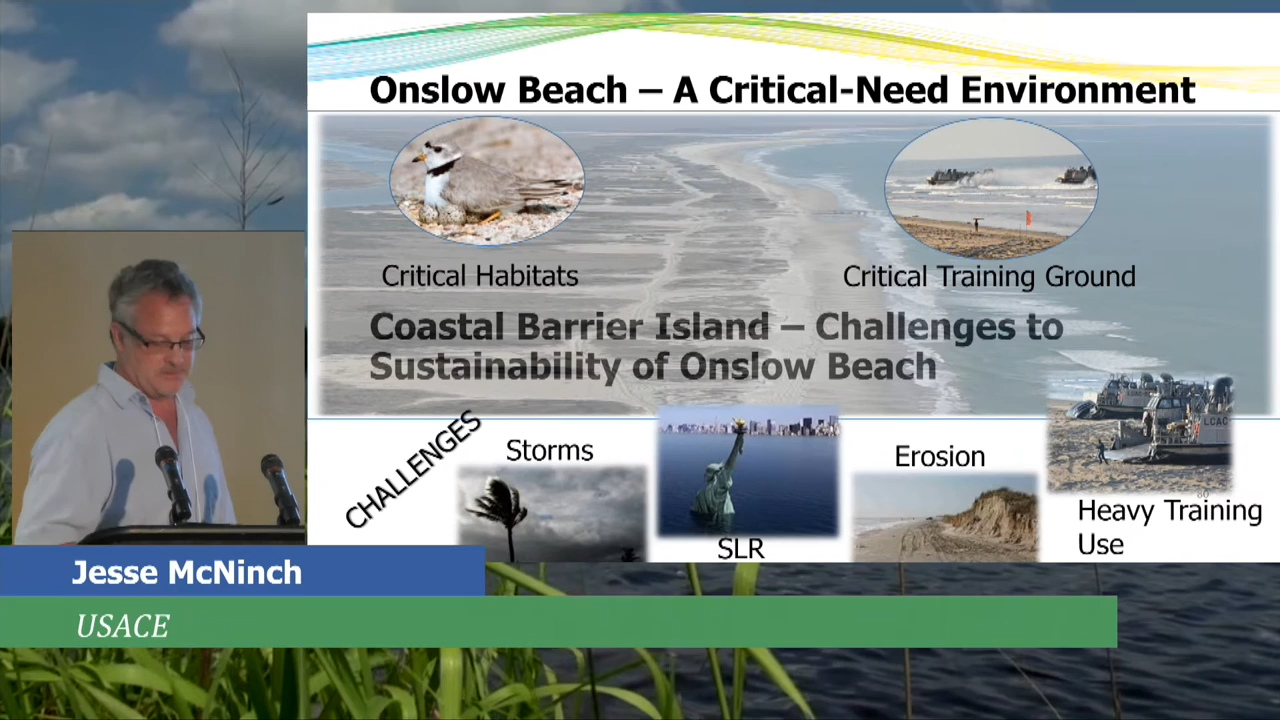 Onslow Beach – A Critical-Need Environment
Critical Habitats
Critical Training Ground
Coastal Barrier Island – Challenges to
Sustainability of Onslow Beach
CHALLENGES
Storms
SLR
Erosion
LCAC
Heavy Training
Use
Jesse McNinch
USACE